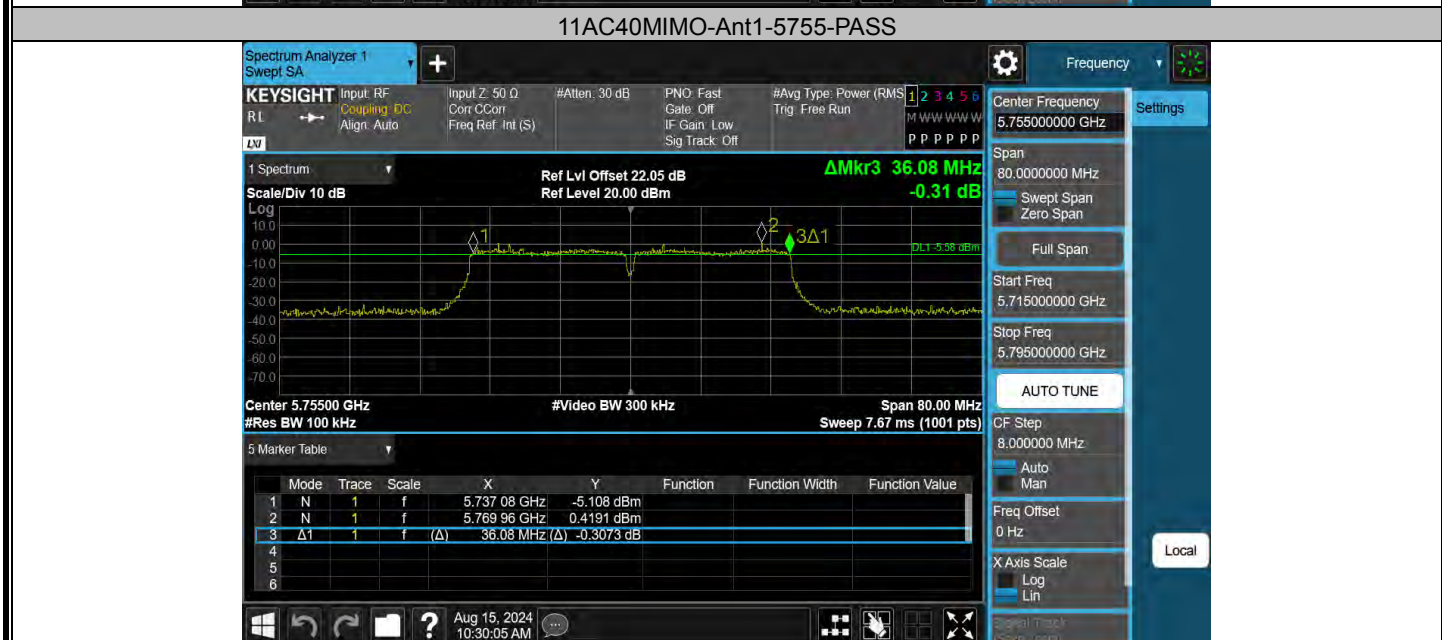 11AC40MIMO-Ant1-5755-PASS
Spectrum Analyzer 1
Swept SA
Frequency
KEYSIGHT
RL
LXI
Input: RF
Coupling: DC
Align: Auto
Input Z: 50 Ω
Corr CCorr
Freq Ref: Int (S)
#Atten: 30 dB
PNO: Fast
Gate: Off
IF Gain: Low
Sig Track: Off
#Avg Type: Power (RMS
Trig: Free Run
1 2 3 4 5 6
M W W W W W
P P P P P P
1 Spectrum
Scale/Div 10 dB
Ref Lvl Offset 22.05 dB
Ref Level 20.00 dBm
ΔMkr3 36.08 MHz
-0.31 dB
Log
10.0
0.00
-10.0
-20.0
-30.0
-40.0
-50.0
-60.0
-70.0
1
2
3Δ1
DL1 -5.58 dBm
Center 5.75500 GHz
#Res BW 100 kHz
#Video BW 300 kHz
Span 80.00 MHz
Sweep 7.67 ms (1001 pts)
5 Marker Table
Mode Trace Scale X Y Function Function Width Function Value
1 N 1 f 5.737 08 GHz -5.108 dBm
2 N 1 f 5.769 96 GHz 0.4191 dBm
3 Δ1 1 f (Δ) 36.08 MHz (Δ) -0.3073 dB
4
5
6
Aug 15, 2024
10:30:05 AM
Center Frequency
5.755000000 GHz
Settings
Span
80.0000000 MHz
Swept Span
Zero Span
Full Span
Start Freq
5.715000000 GHz
Stop Freq
5.795000000 GHz
AUTO TUNE
CF Step
8.000000 MHz
Auto
Man
Freq Offset
0 Hz
X Axis Scale
Log
Lin
Local
Signal Track